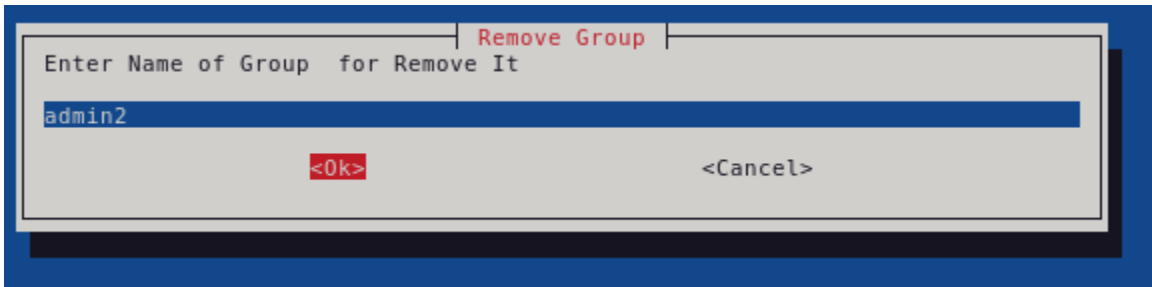 Remove Group
Enter Name of Group  for Remove It
admin2
<Ok> <Cancel>